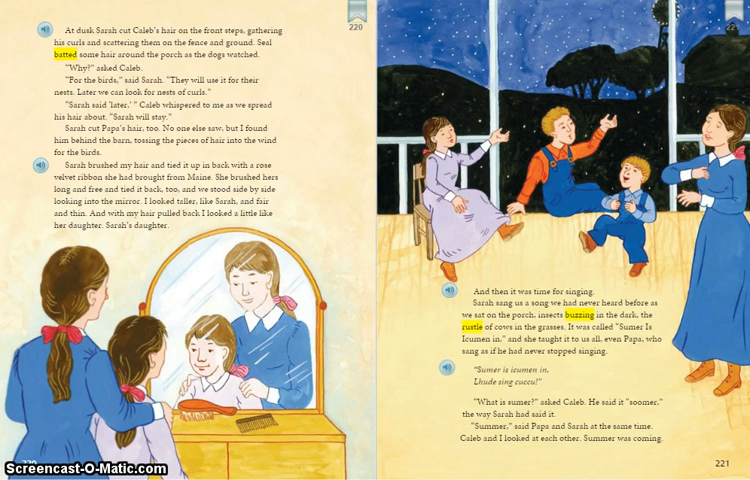 At dusk Sarah cut Caleb's hair on the front steps, gathering
his curls and scattering them on the fence and ground. Seal
batted some hair around the porch as the dogs watched.
"Why?" asked Caleb.
"For the birds," said Sarah. "They will use it for their
nests. Later we can look for nests of curls."
"Sarah said 'later,' " Caleb whispered to me as we spread
his hair about. "Sarah will stay."
Sarah cut Papa's hair, too. No one else saw, but I found
him behind the barn, tossing the pieces of hair into the wind
for the birds.
Sarah brushed my hair and tied it up in back with a rose
velvet ribbon she had brought from Maine. She brushed hers
long and free and tied it back, too, and we stood side by side
looking into the mirror. I looked taller, like Sarah, and fair
and thin. And with my hair pulled back I looked a little like
her daughter. Sarah's daughter.
220
Screencast-O-Matic.com
And then it was time for singing.
Sarah sang us a song we had never heard before as
we sat on the porch, insects buzzing in the dark, the
rustle of cows in the grasses. It was called "Sumer Is
Icumen in," and she taught it to us all, even Papa, who
sang as if he had never stopped singing.
"Sumer is icumen in,
Lhude sing cuccu!"
"What is sumer?" asked Caleb. He said it "soomer,"
the way Sarah had said it.
"Summer," said Papa and Sarah at the same time.
Caleb and I looked at each other. Summer was coming.
221